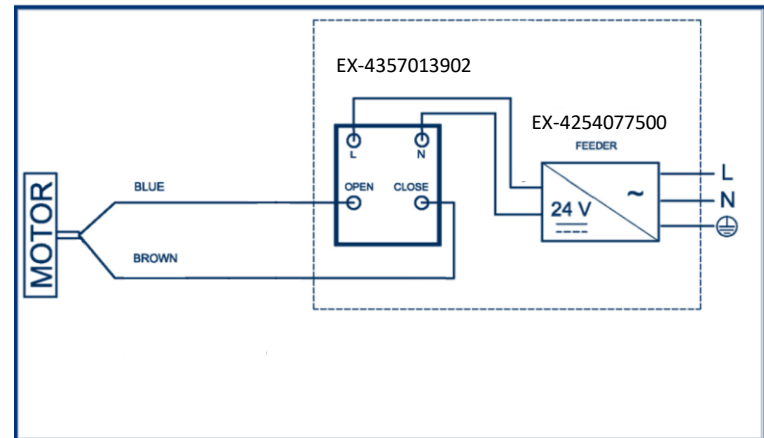 EX-4357013902
EX-4254077500
FEEDER
L
N
L
N
24 V
~
OPEN
CLOSE
BLUE
BROWN
MOTOR